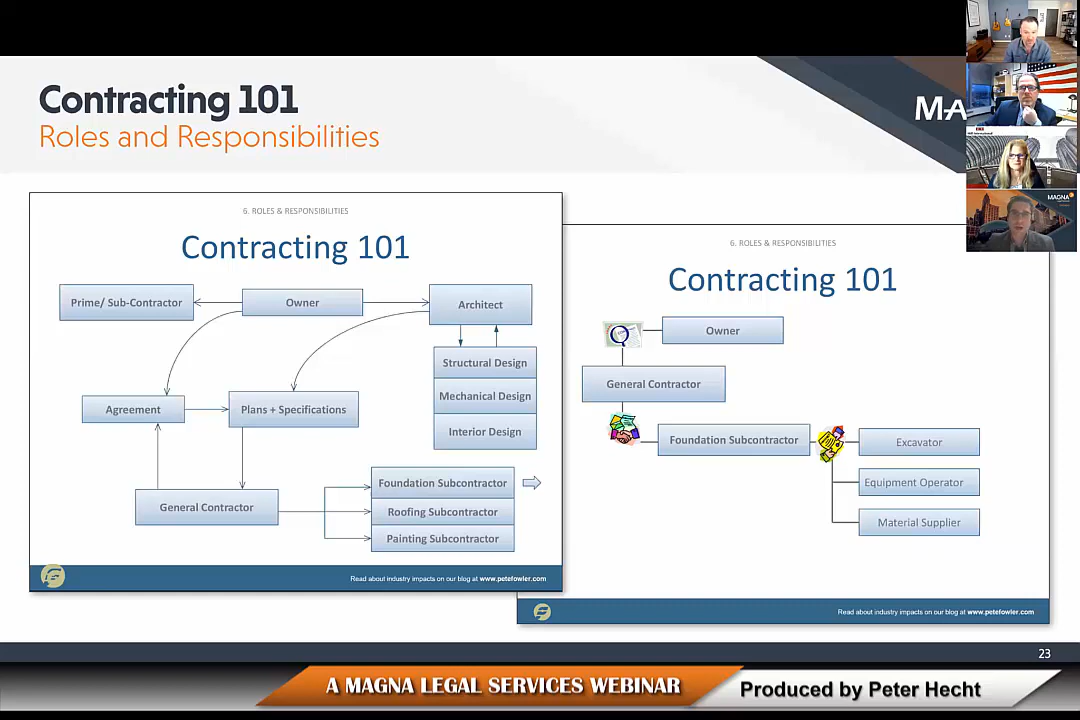 Contracting 101
Roles and Responsibilities
MA
MAGNA
6. ROLES & RESPONSIBILITIES
Contracting 101
Prime/ Sub-Contractor
Owner
Architect
Structural Design
Mechanical Design
Interior Design
Agreement
Plans + Specifications
General Contractor
Foundation Subcontractor
Roofing Subcontractor
Painting Subcontractor
Read about industry impacts on our blog at www.petefowler.com
6. ROLES & RESPONSIBILITIES
Contracting 101
Owner
General Contractor
Foundation Subcontractor
Excavator
Equipment Operator
Material Supplier
Read about industry impacts on our blog at www.petefowler.com
23
A MAGNA LEGAL SERVICES WEBINAR
Produced by Peter Hecht